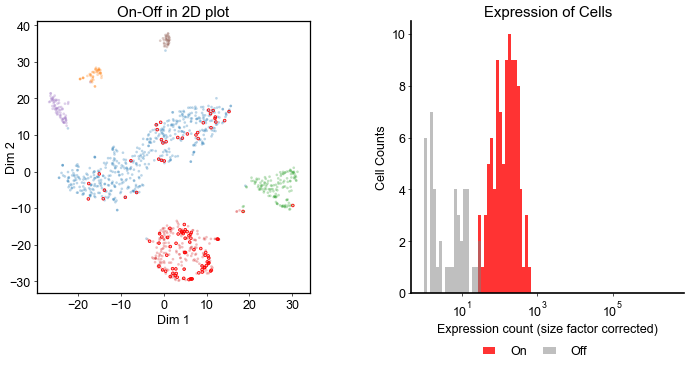 On-Off in 2D plot
40
30
20
10
0
−10
−20
−30
Dim 2
−20 −10 0 10 20 30
Dim 1
Expression of Cells
10
8
6
4
2
0
Cell Counts
10¹ 10³ 10⁵
Expression count (size factor corrected)
On Off